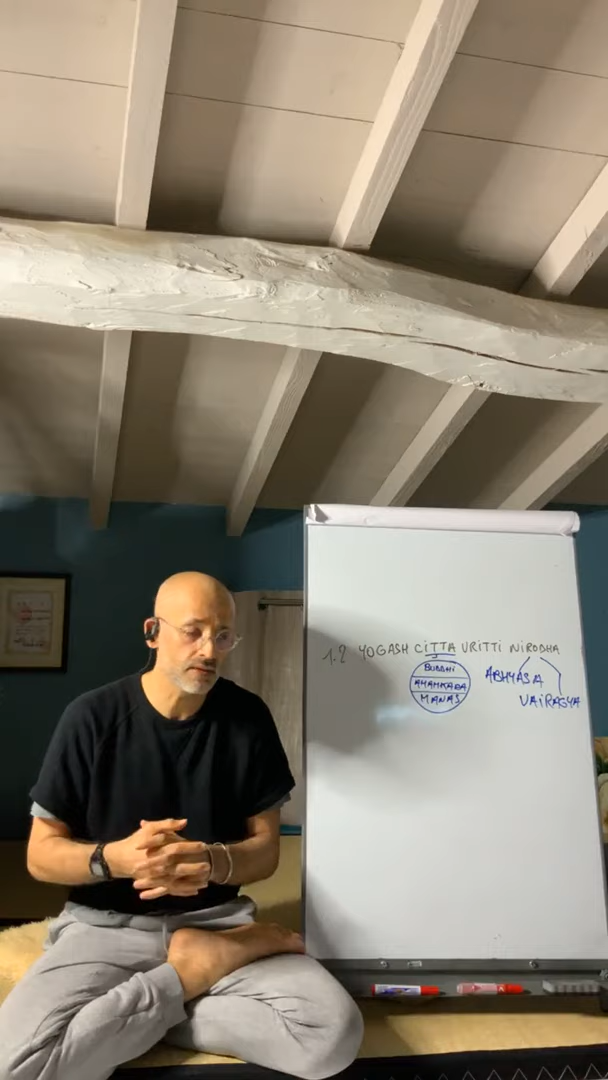 1.2 YOGASH CITTA VRITTI NIRODHA
BUDDHI
AHAMKARA
MANAS
ABHYASA
VAIRAGYA